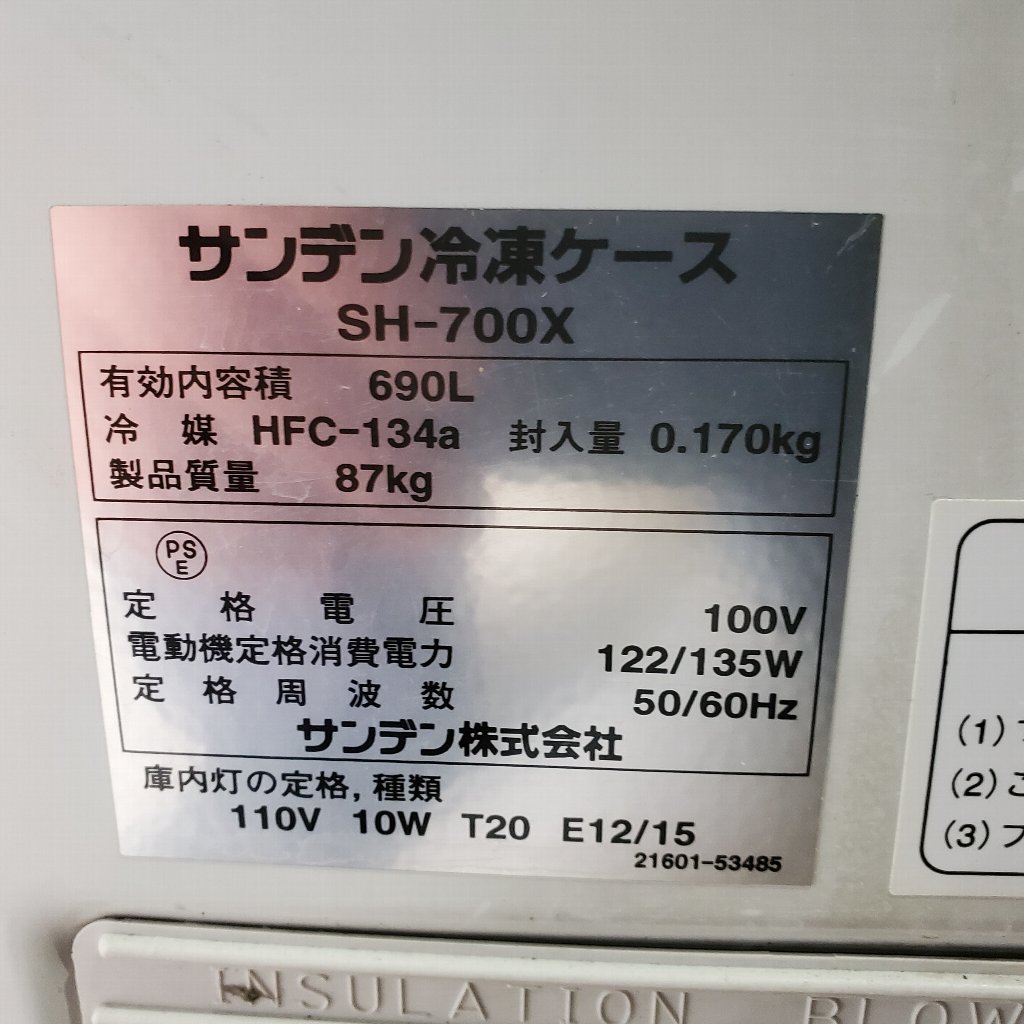 サンデン冷凍ケース
SH-700X
有効内容積 690L
冷媒 HFC-134a 封入量 0.170kg
製品質量 87kg
PSE
定格電圧 100V
電動機定格消費電力 122/135W
定格周波数 50/60Hz
サンデン株式会社
庫内灯の定格,種類
110V 10W T20 E12/15
21601-53485
(1)
(2)こ
(3)フ
INSULATION BLOW